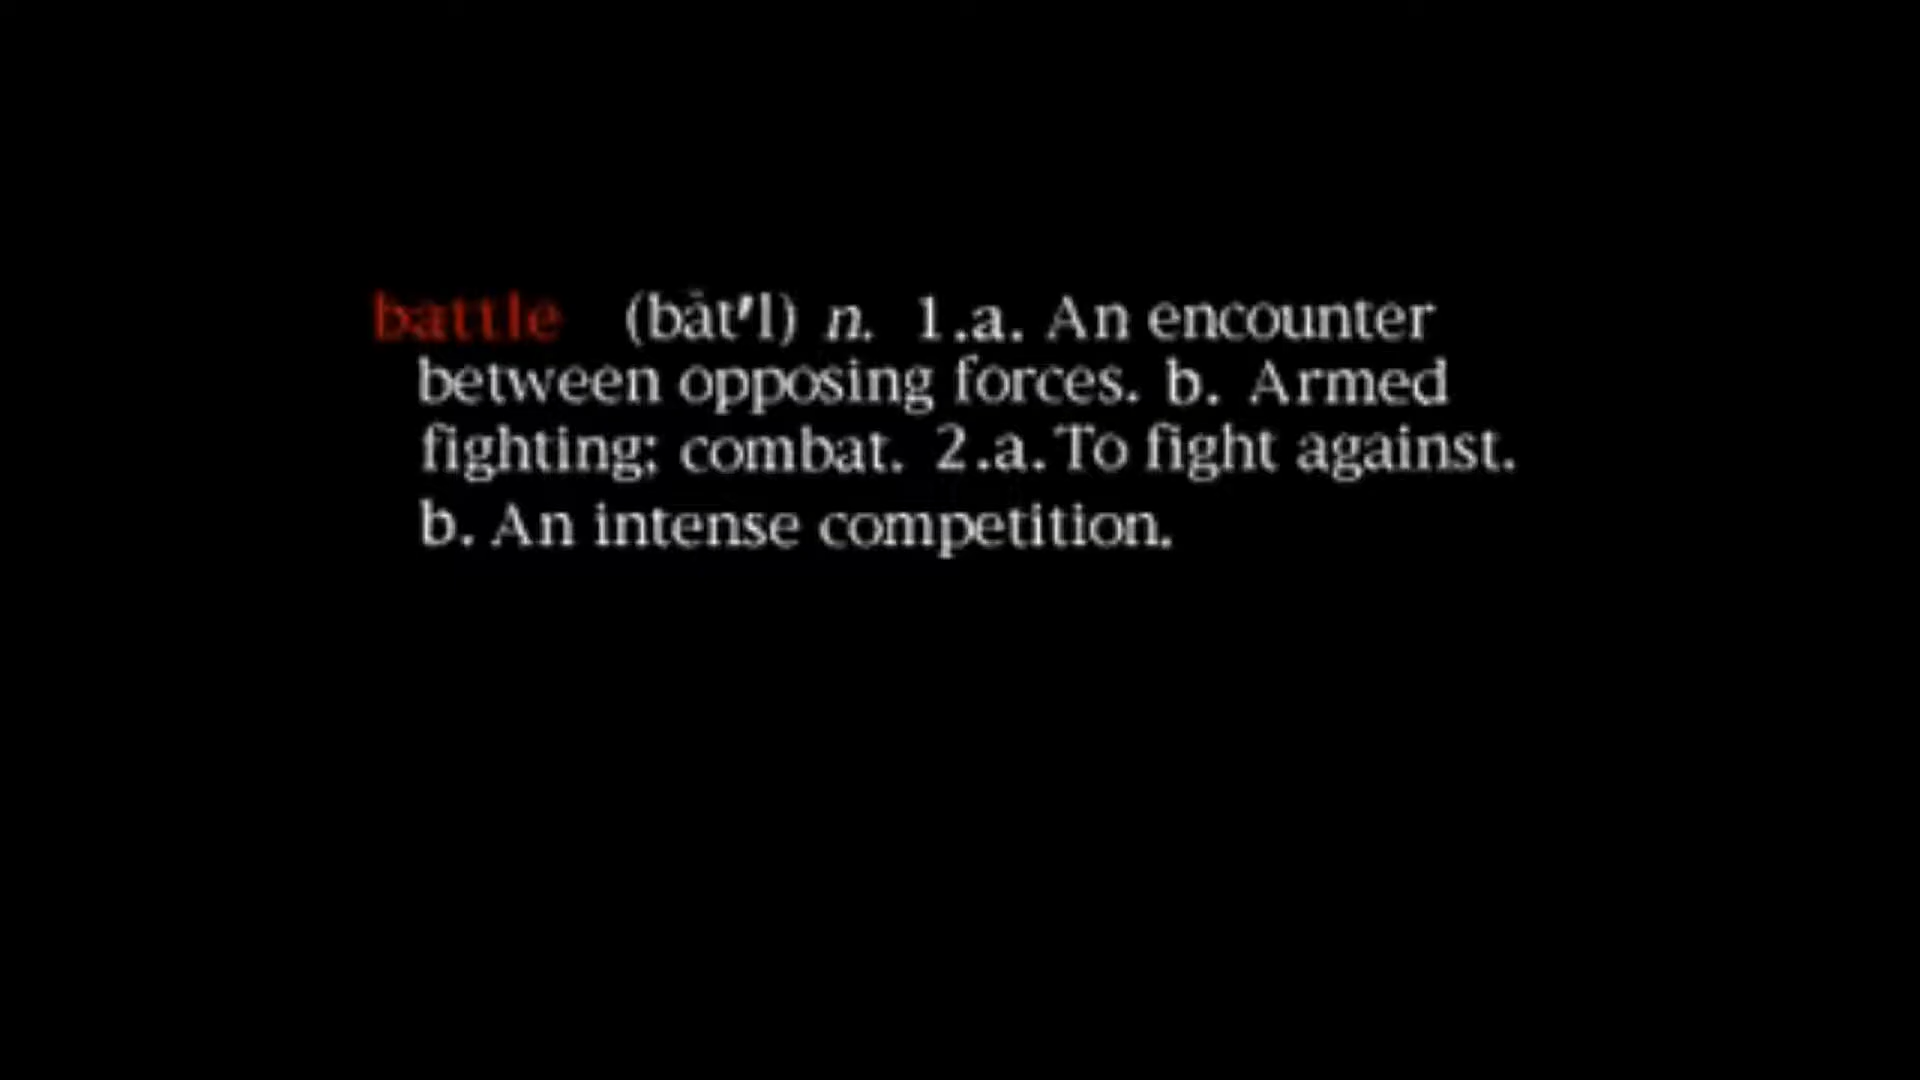 battle (băt'l) n. 1.a. An encounter
between opposing forces. b. Armed
fighting; combat. 2.a. To fight against.
b. An intense competition.